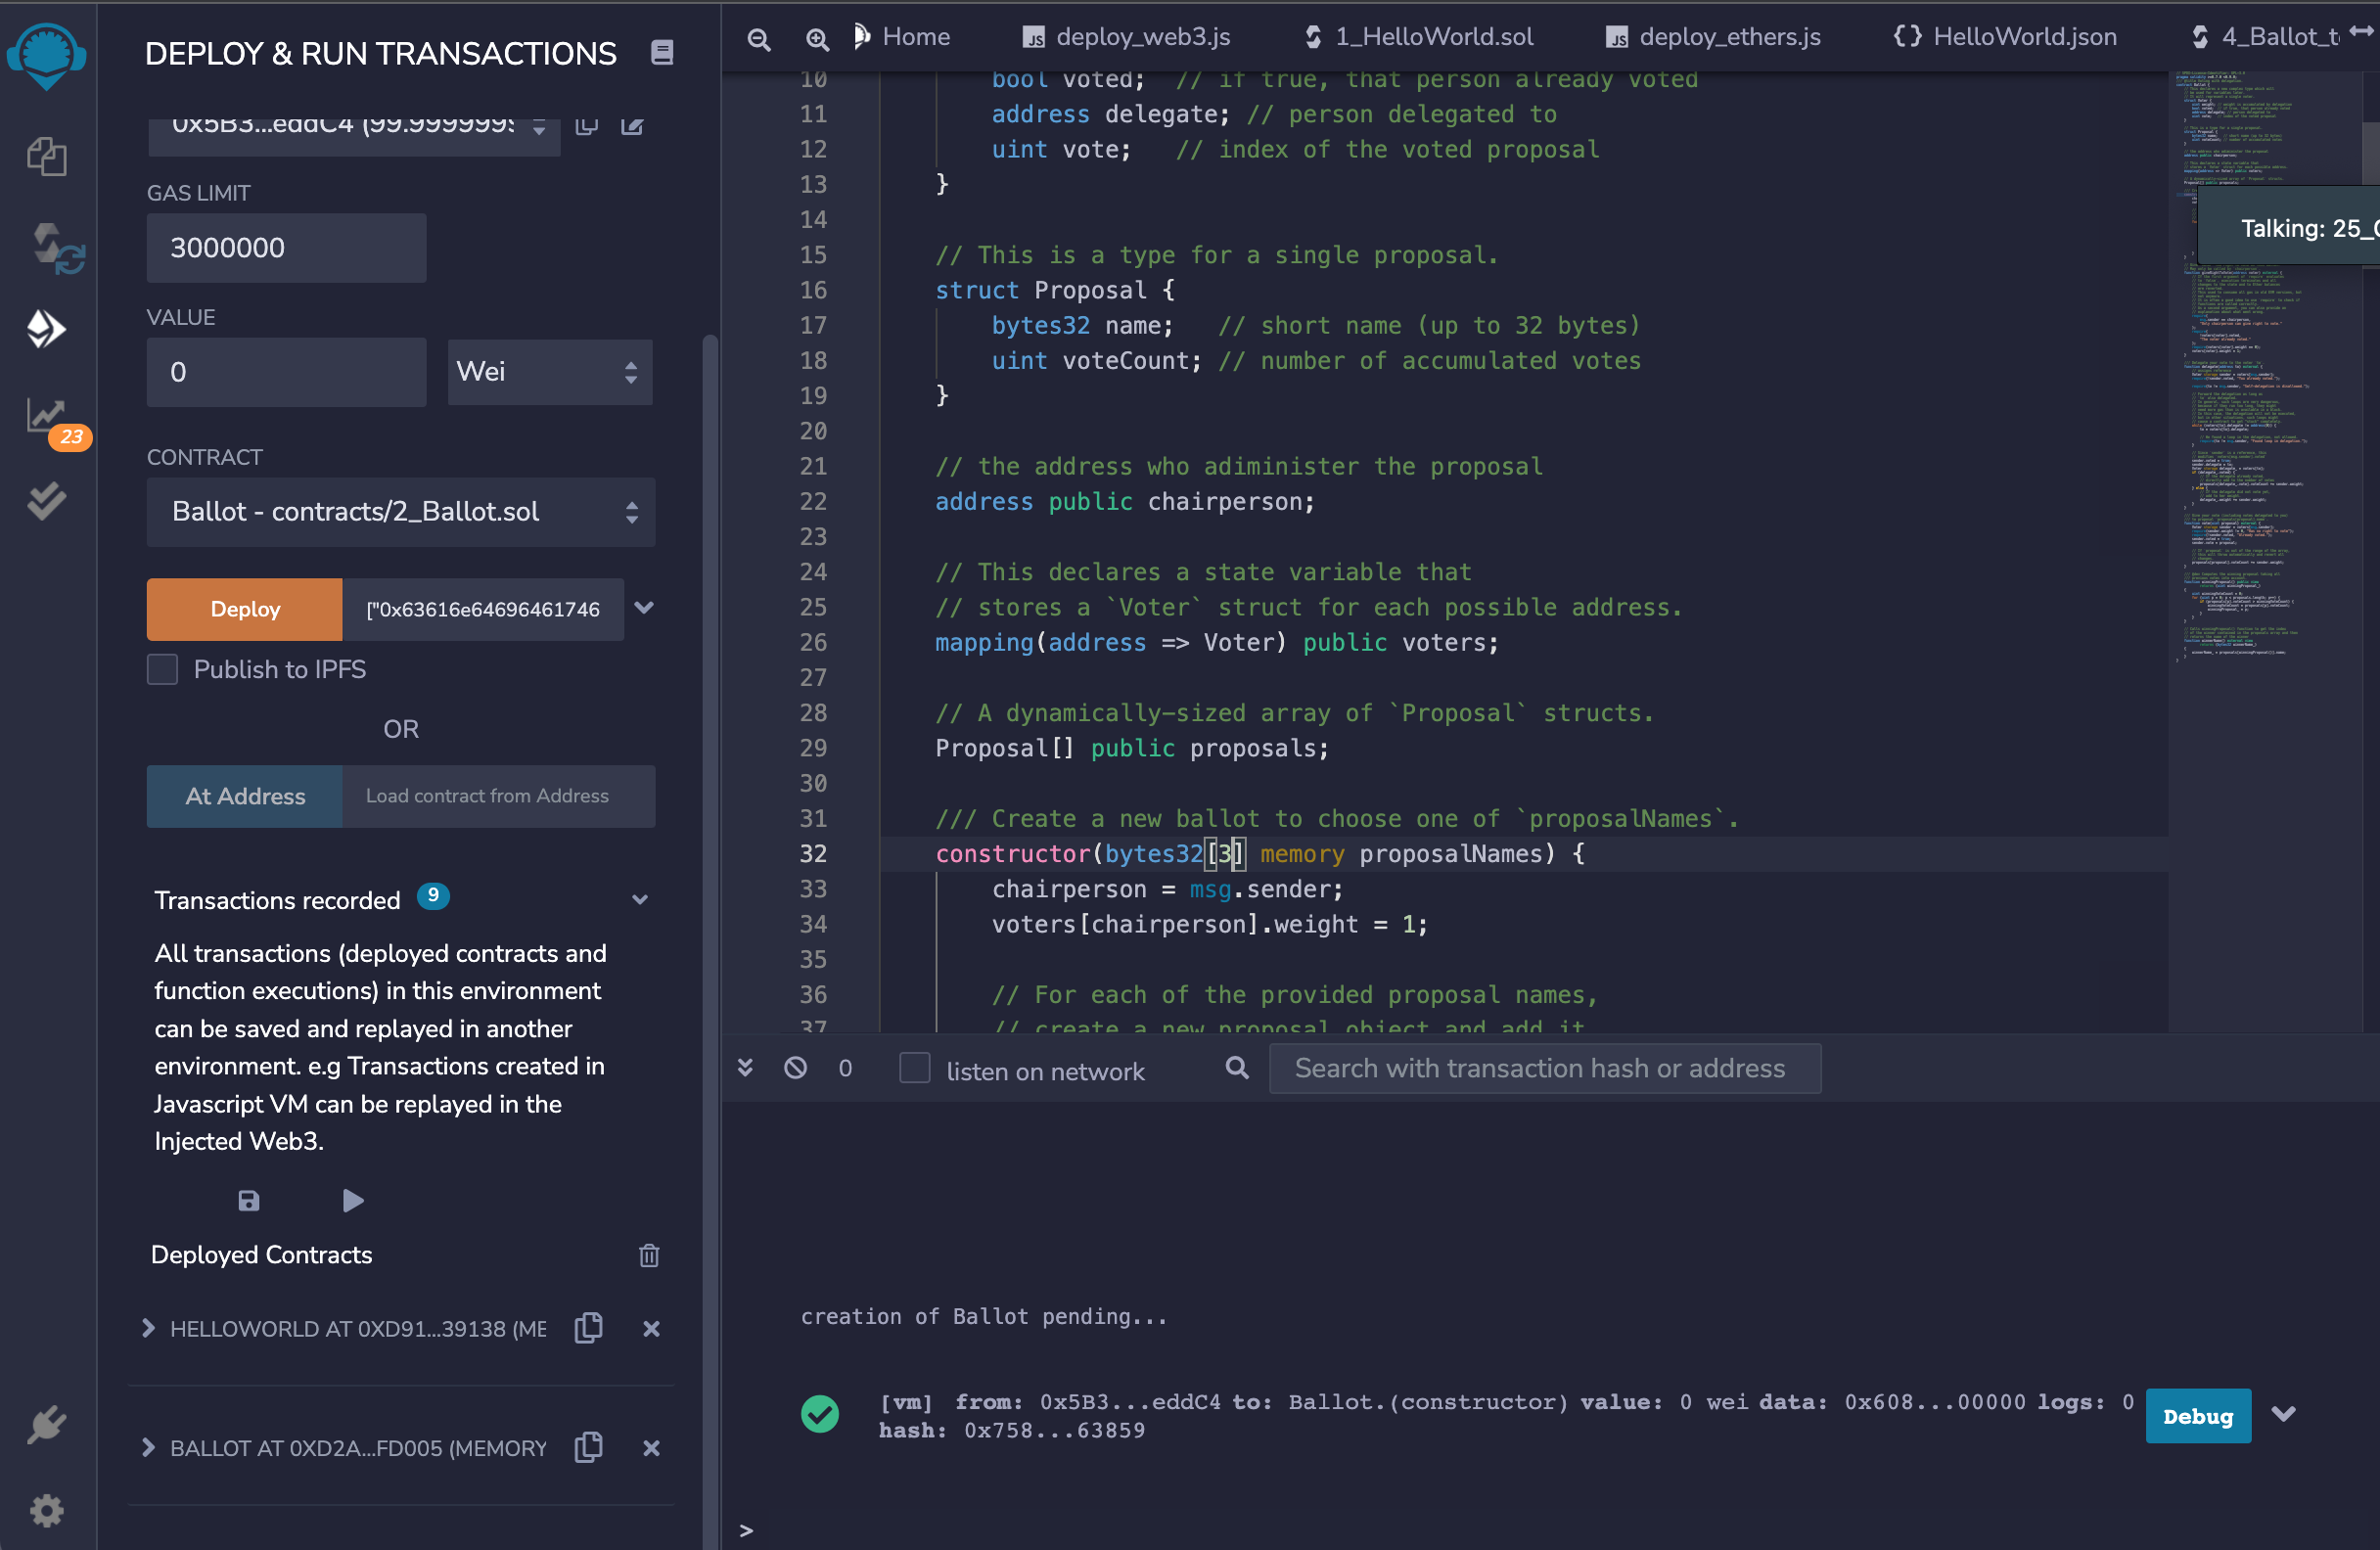 DEPLOY & RUN TRANSACTIONS
0x5B3...eddC4 (99.999999
GAS LIMIT
3000000
VALUE
0
Wei
23
CONTRACT
Ballot - contracts/2_Ballot.sol
Deploy
["0x63616e64696461746
Publish to IPFS
OR
At Address
Load contract from Address
Transactions recorded 9
All transactions (deployed contracts and
function executions) in this environment
can be saved and replayed in another
environment. e.g Transactions created in
Javascript VM can be replayed in the
Injected Web3.
Deployed Contracts
HELLOWORLD AT 0XD91...39138 (ME
BALLOT AT 0XD2A...FD005 (MEMORY
Home
JS deploy_web3.js
1_HelloWorld.sol
JS deploy_ethers.js
{} HelloWorld.json
4_Ballot_t
10 bool voted; // if true, that person already voted
11 address delegate; // person delegated to
12 uint vote; // index of the voted proposal
13 }
14
15 // This is a type for a single proposal.
16 struct Proposal {
17 bytes32 name; // short name (up to 32 bytes)
18 uint voteCount; // number of accumulated votes
19 }
20
21 // the address who adiminister the proposal
22 address public chairperson;
23
24 // This declares a state variable that
25 // stores a `Voter` struct for each possible address.
26 mapping(address => Voter) public voters;
27
28 // A dynamically-sized array of `Proposal` structs.
29 Proposal[] public proposals;
30
31 /// Create a new ballot to choose one of `proposalNames`.
32 constructor(bytes32[3] memory proposalNames) {
33 chairperson = msg.sender;
34 voters[chairperson].weight = 1;
35
36 // For each of the provided proposal names,
37 // create a new proposal object and add it
Talking: 25_
0
listen on network
Search with transaction hash or address
creation of Ballot pending...
[vm] from: 0x5B3...eddC4 to: Ballot.(constructor) value: 0 wei data: 0x608...00000 logs: 0
hash: 0x758...63859
Debug
>